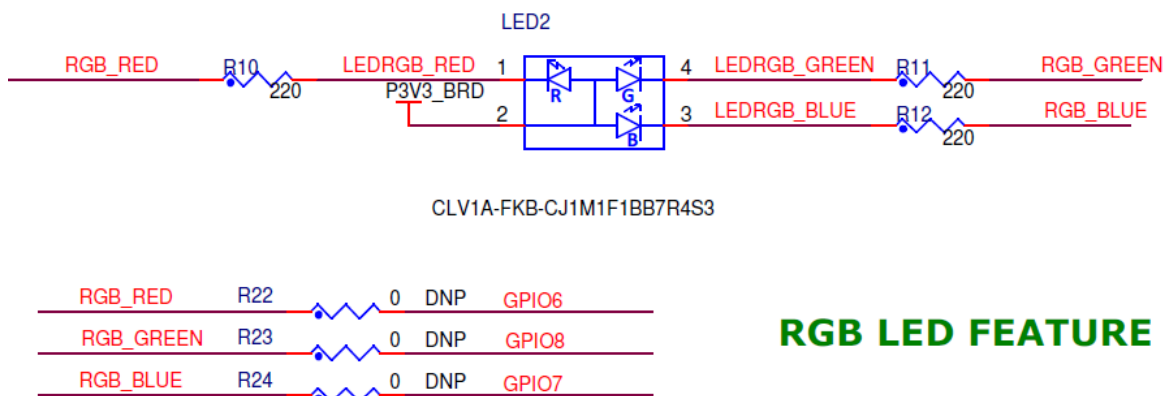 LED2
RGB_RED R10 220 LEDRGB_RED 1 4 LEDRGB_GREEN R11 220 RGB_GREEN
P3V3_BRD 2 3 LEDRGB_BLUE R12 220 RGB_BLUE
R G
B
CLV1A-FKB-CJ1M1F1BB7R4S3
RGB_RED R22 0 DNP GPIO6
RGB_GREEN R23 0 DNP GPIO8
RGB_BLUE R24 0 DNP GPIO7
RGB LED FEATURE